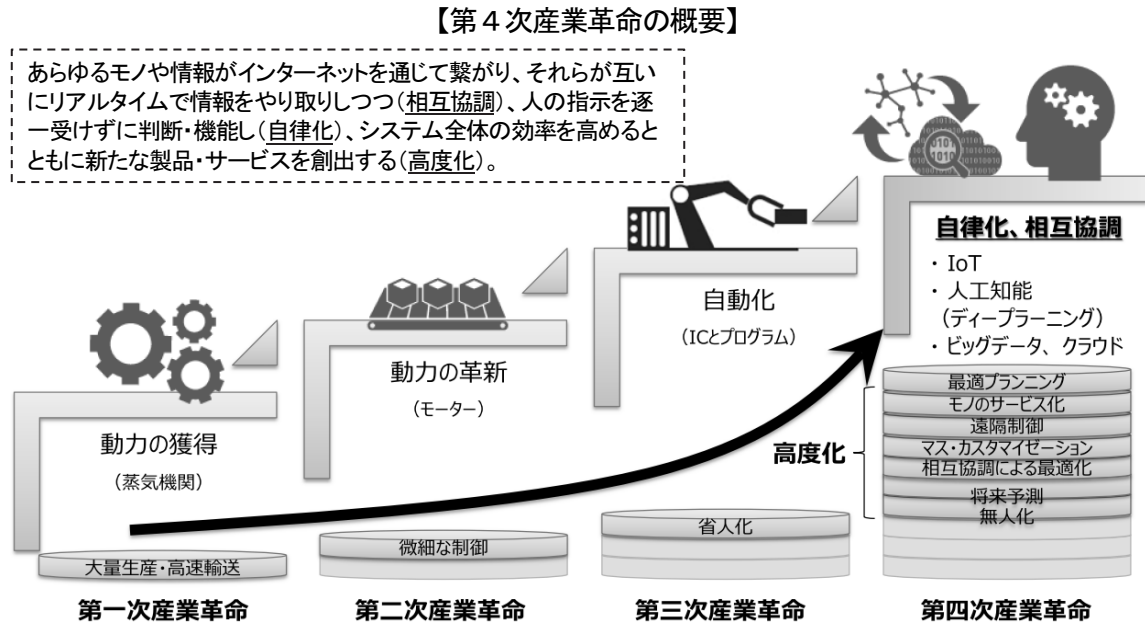 【第４次産業革命の概要】
あらゆるモノや情報がインターネットを通じて繋がり、それらが互い
にリアルタイムで情報をやり取りしつつ(相互協調)、人の指示を逐
一受けずに判断・機能し(自律化)、システム全体の効率を高めると
ともに新たな製品・サービスを創出する(高度化)。
動力の獲得
(蒸気機関)
大量生産・高速輸送
第一次産業革命
動力の革新
(モーター)
微細な制御
第二次産業革命
自動化
(ICとプログラム)
省人化
第三次産業革命
自律化、相互協調
・ IoT
・ 人工知能
(ディープラーニング)
・ ビッグデータ、クラウド
高度化
最適プランニング
モノのサービス化
遠隔制御
マス・カスタマイゼーション
相互協調による最適化
将来予測
無人化
第四次産業革命